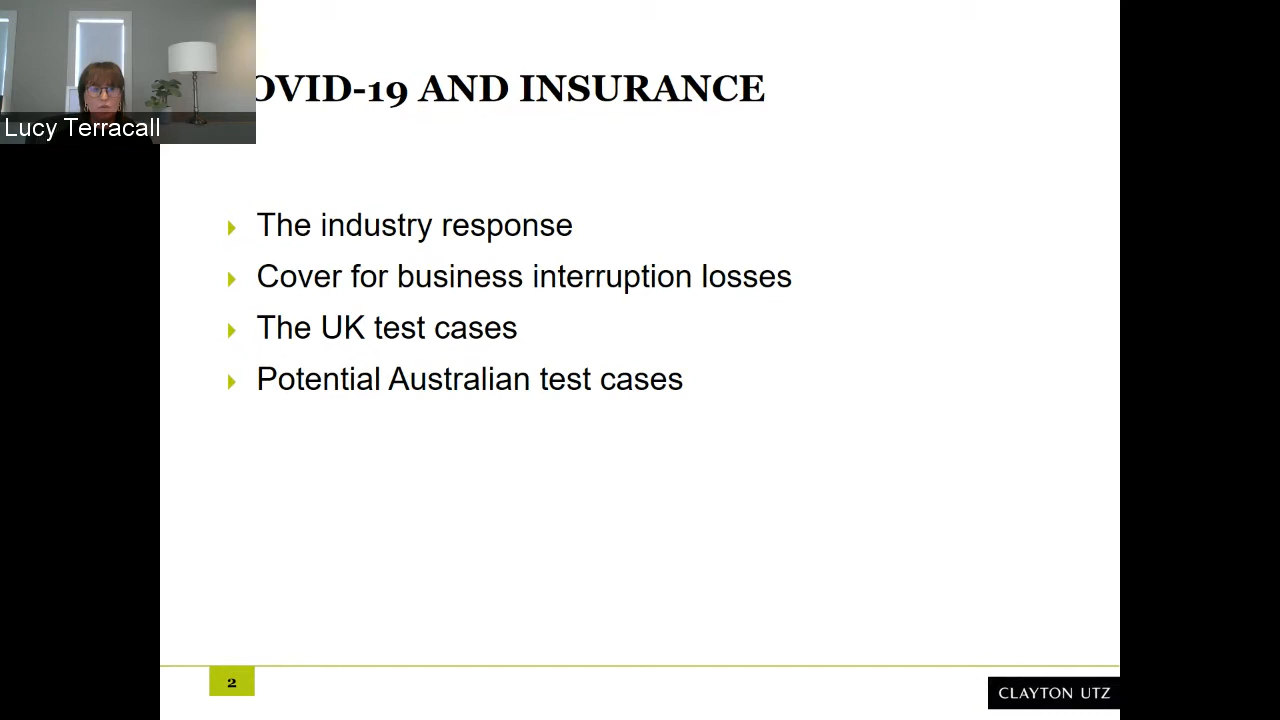 Lucy Terracall
OVID-19 AND INSURANCE
The industry response
Cover for business interruption losses
The UK test cases
Potential Australian test cases
2
CLAYTON UTZ